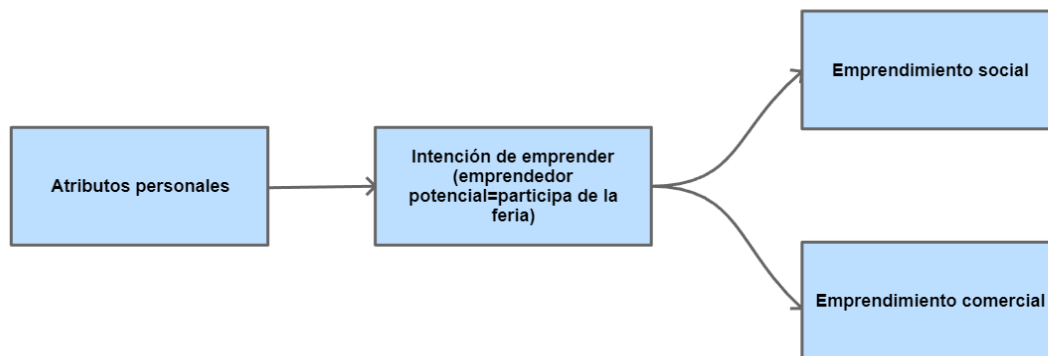 Emprendimiento social
Atributos personales
Intención de emprender
(emprendedor
potencial=participa de la
feria)
Emprendimiento comercial